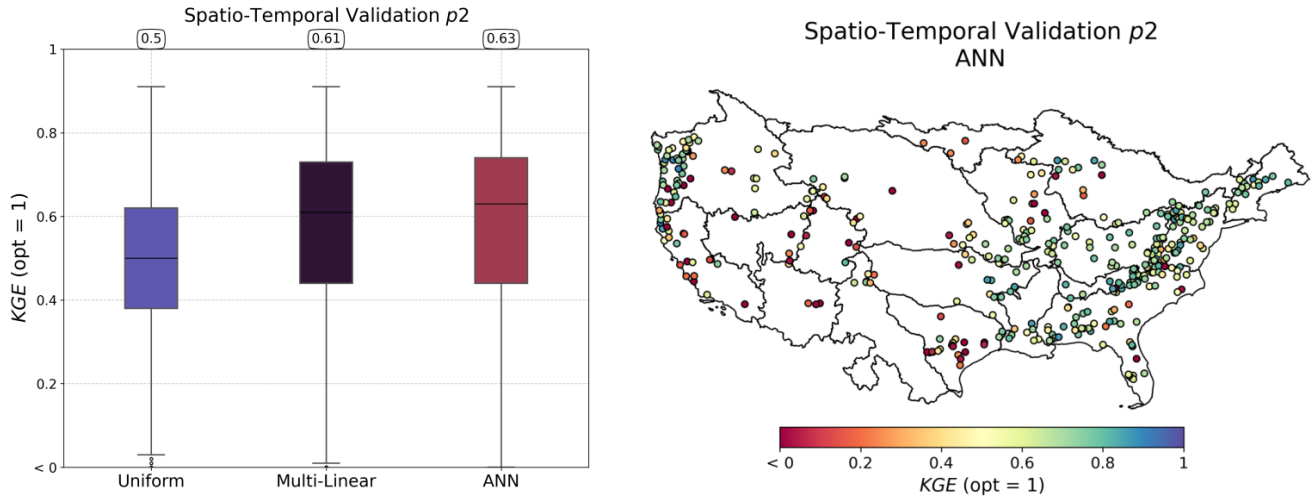 Spatio-Temporal Validation p2
0.5
0.61
0.63
1
0.8
0.6
0.4
0.2
< 0
KGE (opt = 1)
Uniform
Multi-Linear
ANN
Spatio-Temporal Validation p2
ANN
< 0
0.2
0.4
0.6
0.8
1
KGE (opt = 1)